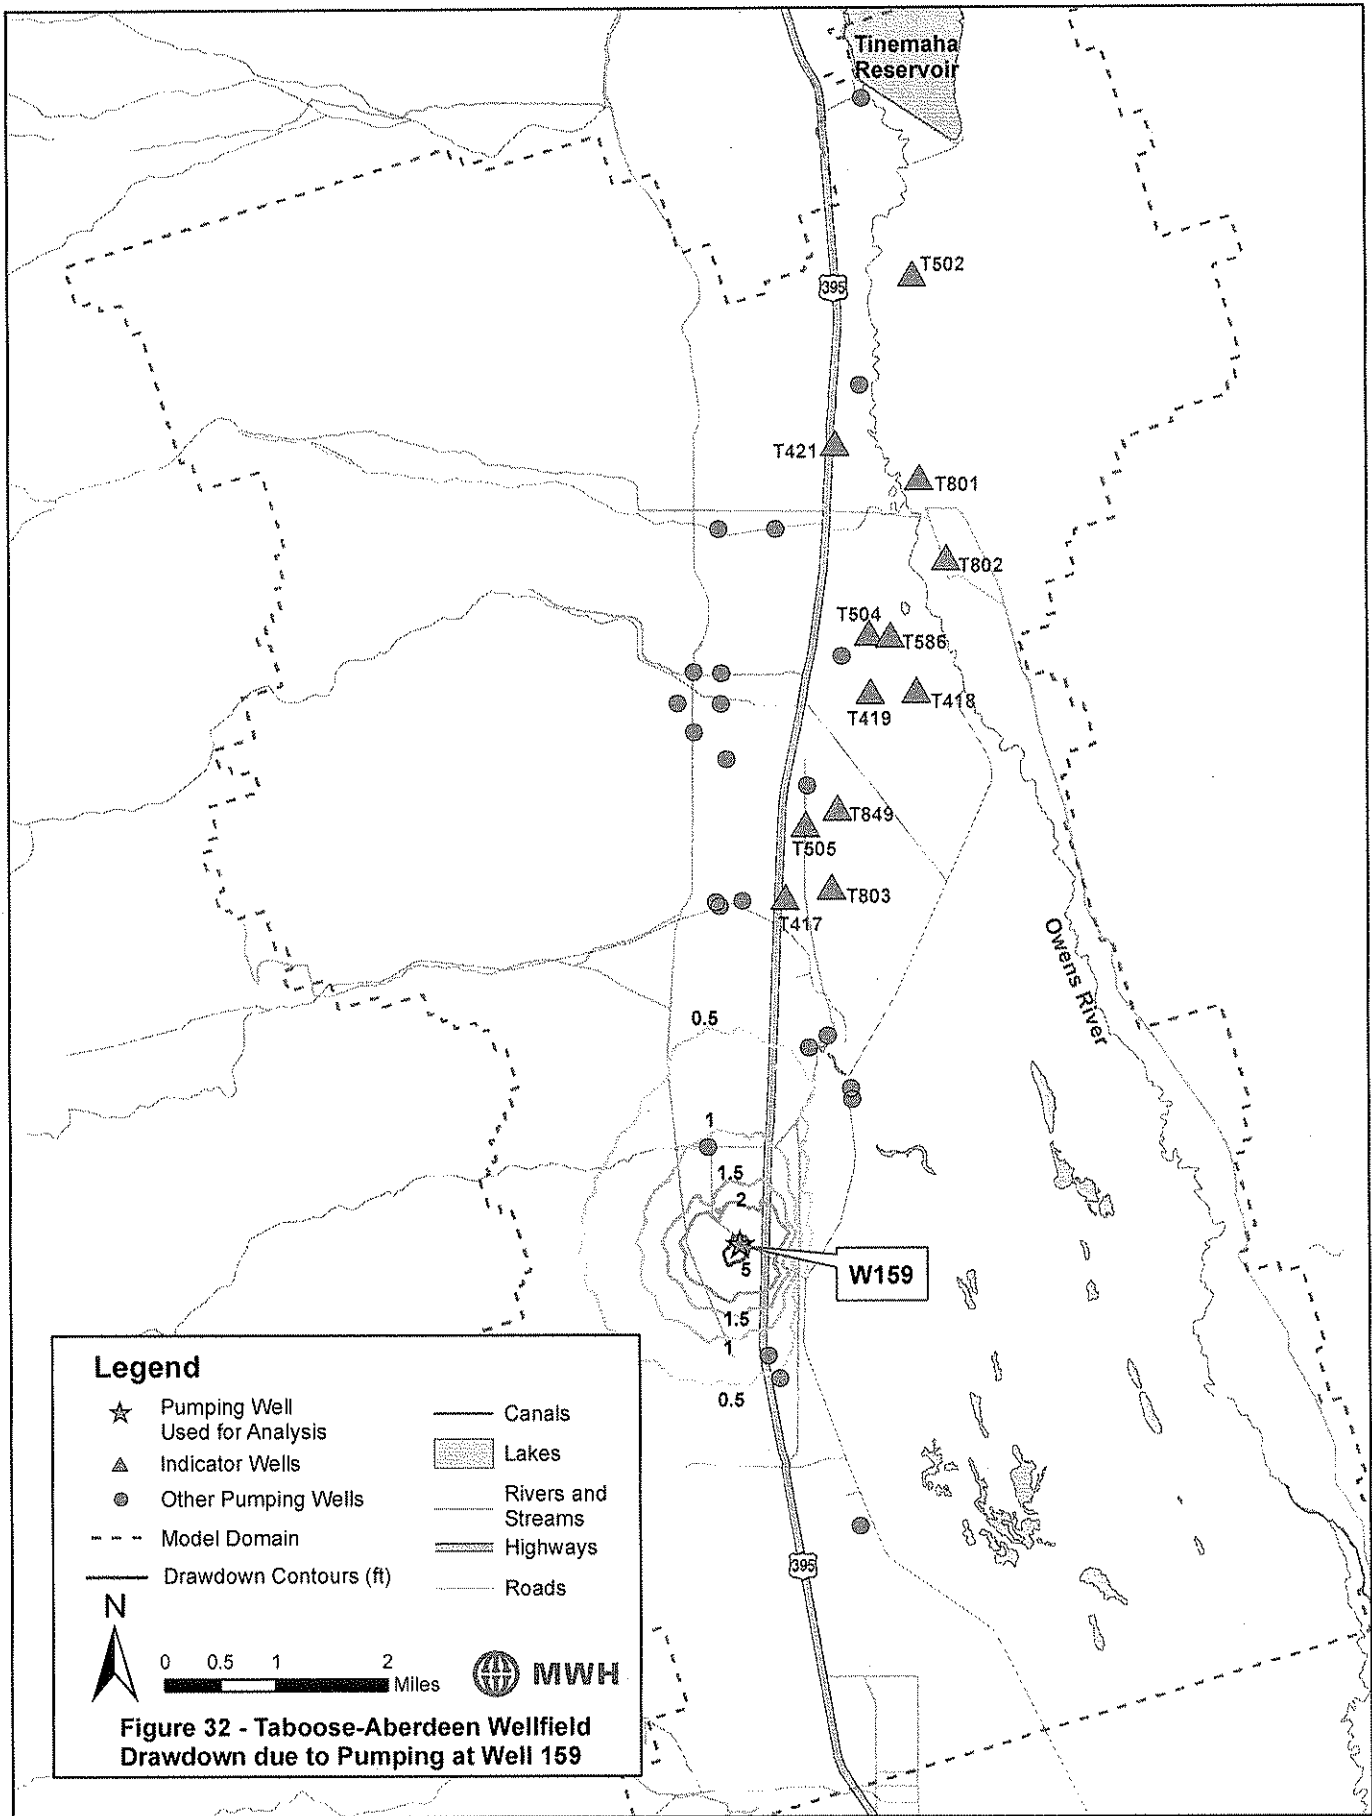 Tinemaha
Reservoir
T502
395
T421
T801
T802
T504
T586
T419
T418
T849
T505
T803
T417
Owens River
0.5
1
1.5
2
5
W159
1.5
1
0.5
395
Legend
Pumping Well
Used for Analysis
Indicator Wells
Other Pumping Wells
Model Domain
Drawdown Contours (ft)
Canals
Lakes
Rivers and
Streams
Highways
Roads
N
0 0.5 1 2
Miles
MWH
Figure 32 - Taboose-Aberdeen Wellfield
Drawdown due to Pumping at Well 159